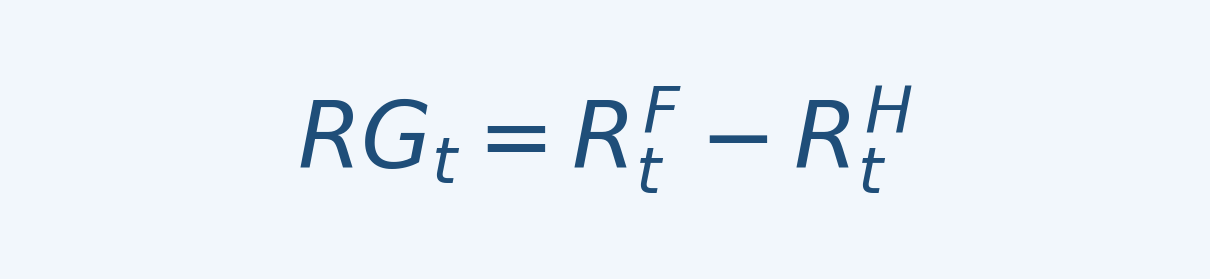 $RG_t = R_t^F - R_t^H$